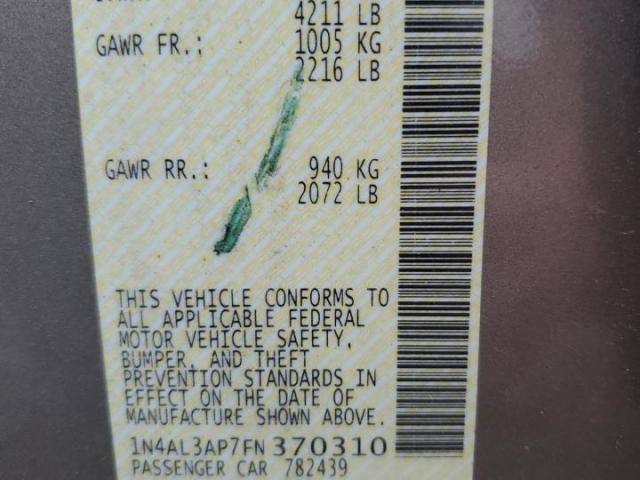 4211 LB
GAWR FR.: 1005 KG
2216 LB
GAWR RR.: 940 KG
2072 LB
THIS VEHICLE CONFORMS TO
ALL APPLICABLE FEDERAL
MOTOR VEHICLE SAFETY,
BUMPER, AND THEFT
PREVENTION STANDARDS IN
EFFECT ON THE DATE OF
MANUFACTURE SHOWN ABOVE.
1N4AL3AP7FN370310
PASSENGER CAR 782439